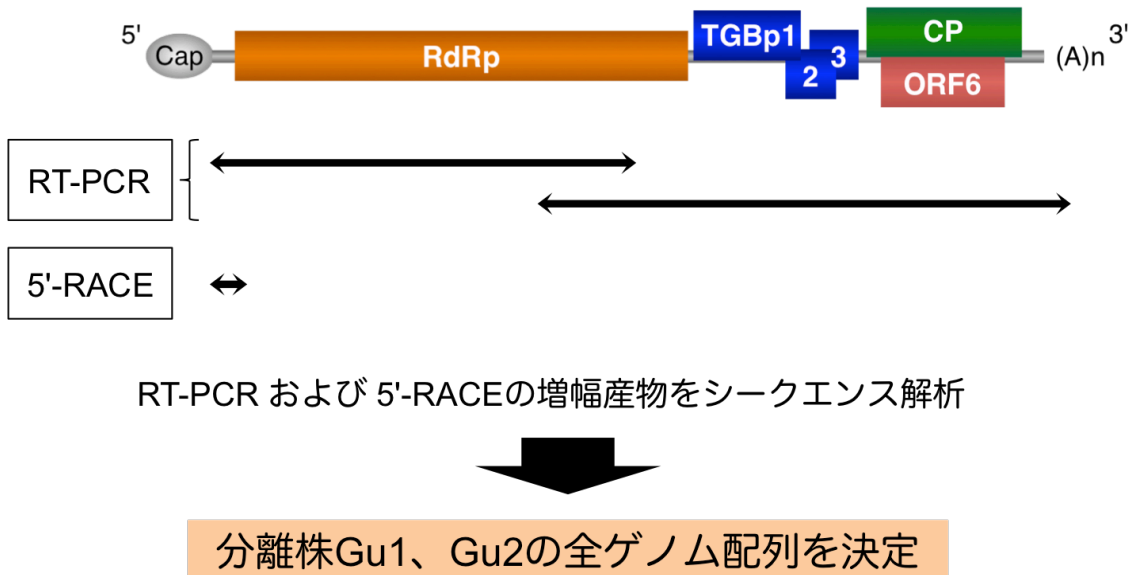 5'
Cap
RdRp
TGBp1
2
3
CP
ORF6
(A)n
3'
RT-PCR
5'-RACE
RT-PCR および 5'-RACEの増幅産物をシークエンス解析
分離株Gu1、Gu2の全ゲノム配列を決定